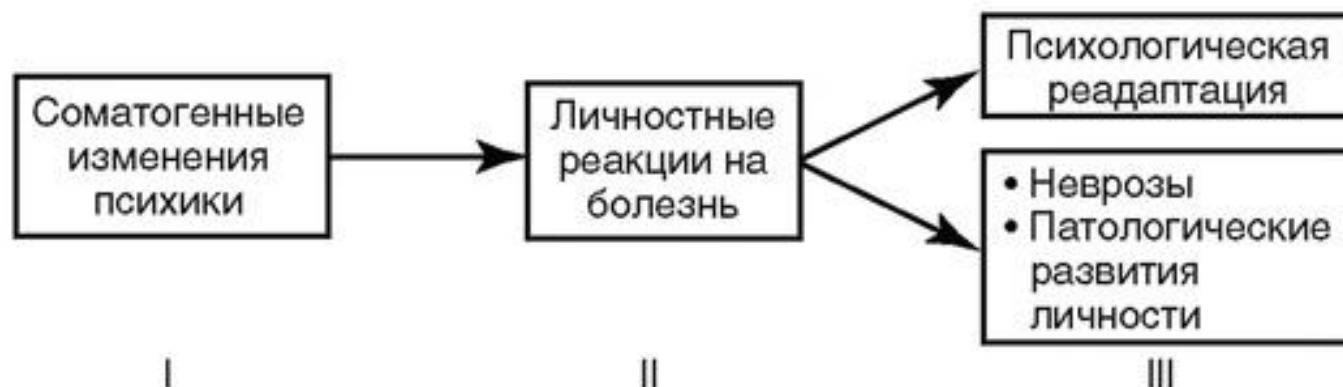 Соматогенные
изменения
психики
Личностные
реакции на
болезнь
Психологическая
реадаптация
• Неврозы
• Патологические
развития
личности
I
II
III